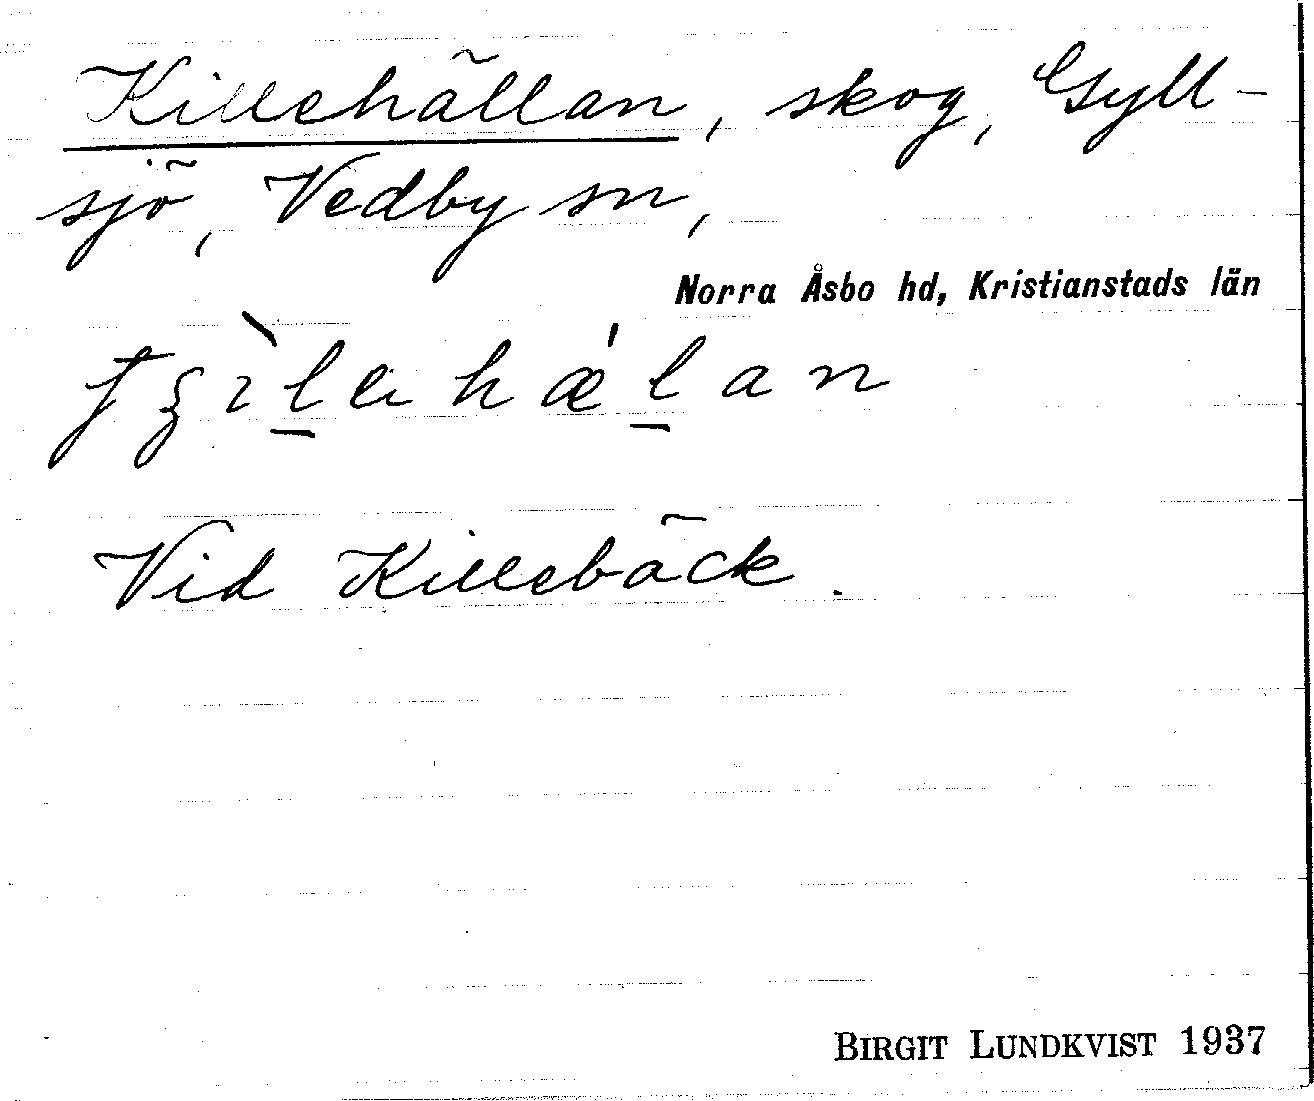 Killehällan, skog, Gyll-
sjö, Vedby sn,
Norra Åsbo hd, Kristianstads län
Vid Killebäck.
BIRGIT LUNDKVIST 1937